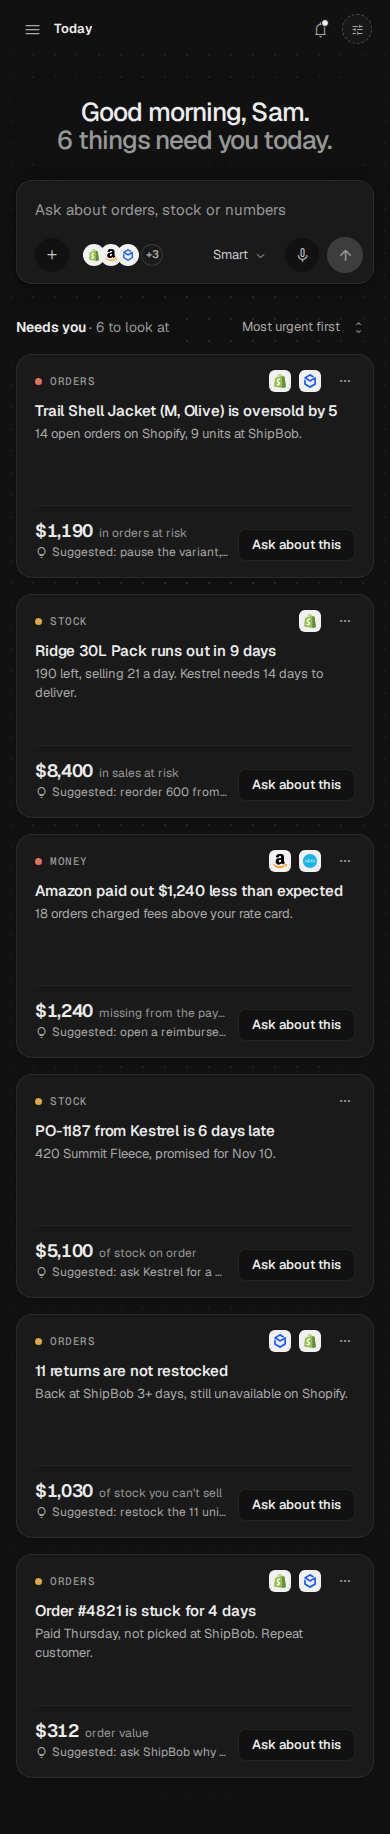 Today
Good morning, Sam.
6 things need you today.
Ask about orders, stock or numbers
+3
Smart
Needs you · 6 to look at
Most urgent first
ORDERS
Trail Shell Jacket (M, Olive) is oversold by 5
14 open orders on Shopify, 9 units at ShipBob.
$1,190 in orders at risk
Suggested: pause the variant,…
Ask about this
STOCK
Ridge 30L Pack runs out in 9 days
190 left, selling 21 a day. Kestrel needs 14 days to
deliver.
$8,400 in sales at risk
Suggested: reorder 600 from…
Ask about this
MONEY
Amazon paid out $1,240 less than expected
18 orders charged fees above your rate card.
$1,240 missing from the pay…
Suggested: open a reimburse…
Ask about this
STOCK
PO-1187 from Kestrel is 6 days late
420 Summit Fleece, promised for Nov 10.
$5,100 of stock on order
Suggested: ask Kestrel for a …
Ask about this
ORDERS
11 returns are not restocked
Back at ShipBob 3+ days, still unavailable on Shopify.
$1,030 of stock you can't sell
Suggested: restock the 11 uni…
Ask about this
ORDERS
Order #4821 is stuck for 4 days
Paid Thursday, not picked at ShipBob. Repeat
customer.
$312 order value
Suggested: ask ShipBob why …
Ask about this